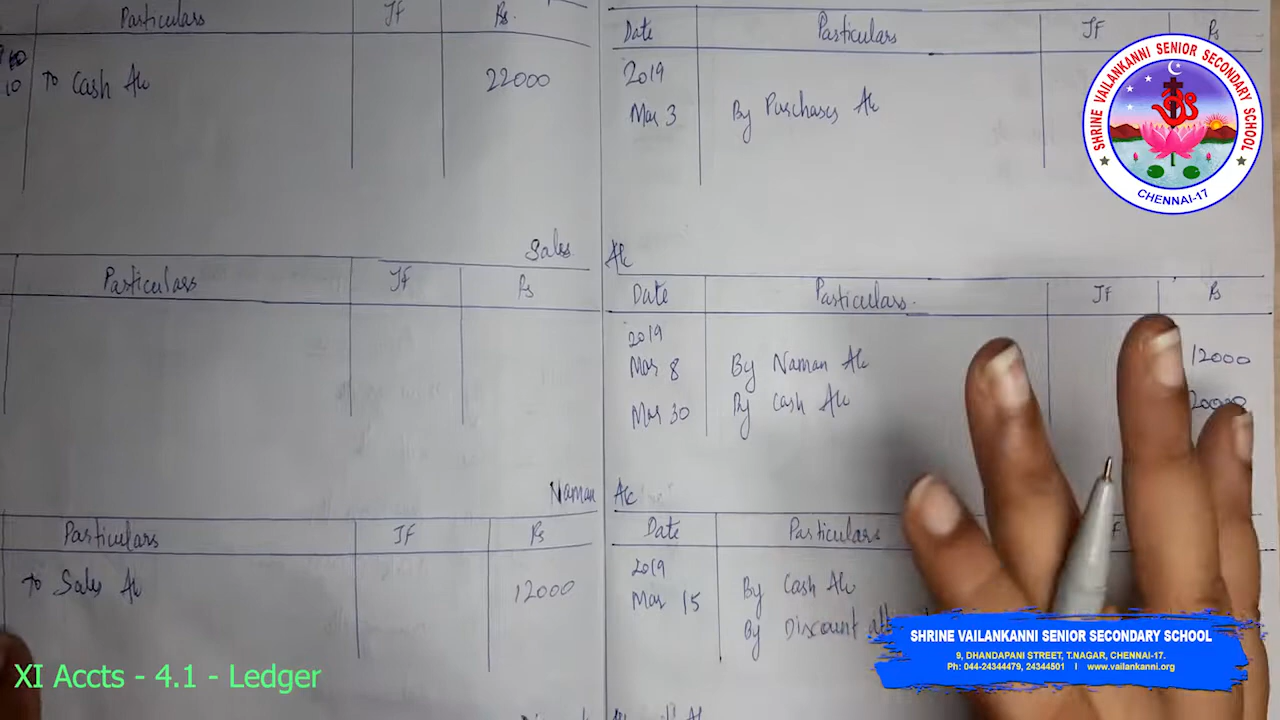 Particulars JF Rs.
10 To Cash A/c 22000
Date Particulars JF Rs
2019
Mar 3 By Purchases A/c
Sales A/c
Particulars JF Rs
Date Particulars. JF Rs
2019
Mar 8 By Naman A/c 12000
Mar 30 By Cash A/c 20000
Naman A/c
Particulars JF Rs
To Sales A/c 12000
Date Particulars
2019
Mar 15 By Cash A/c
By Discount
SHRINE VAILANKANNI SENIOR SECONDARY SCHOOL
CHENNAI-17
XI Accts - 4.1 - Ledger
SHRINE VAILANKANNI SENIOR SECONDARY SCHOOL
9, DHANDAPANI STREET, T.NAGAR, CHENNAI-17.
Ph: 044-24344479, 24344501 I www.vailankanni.org